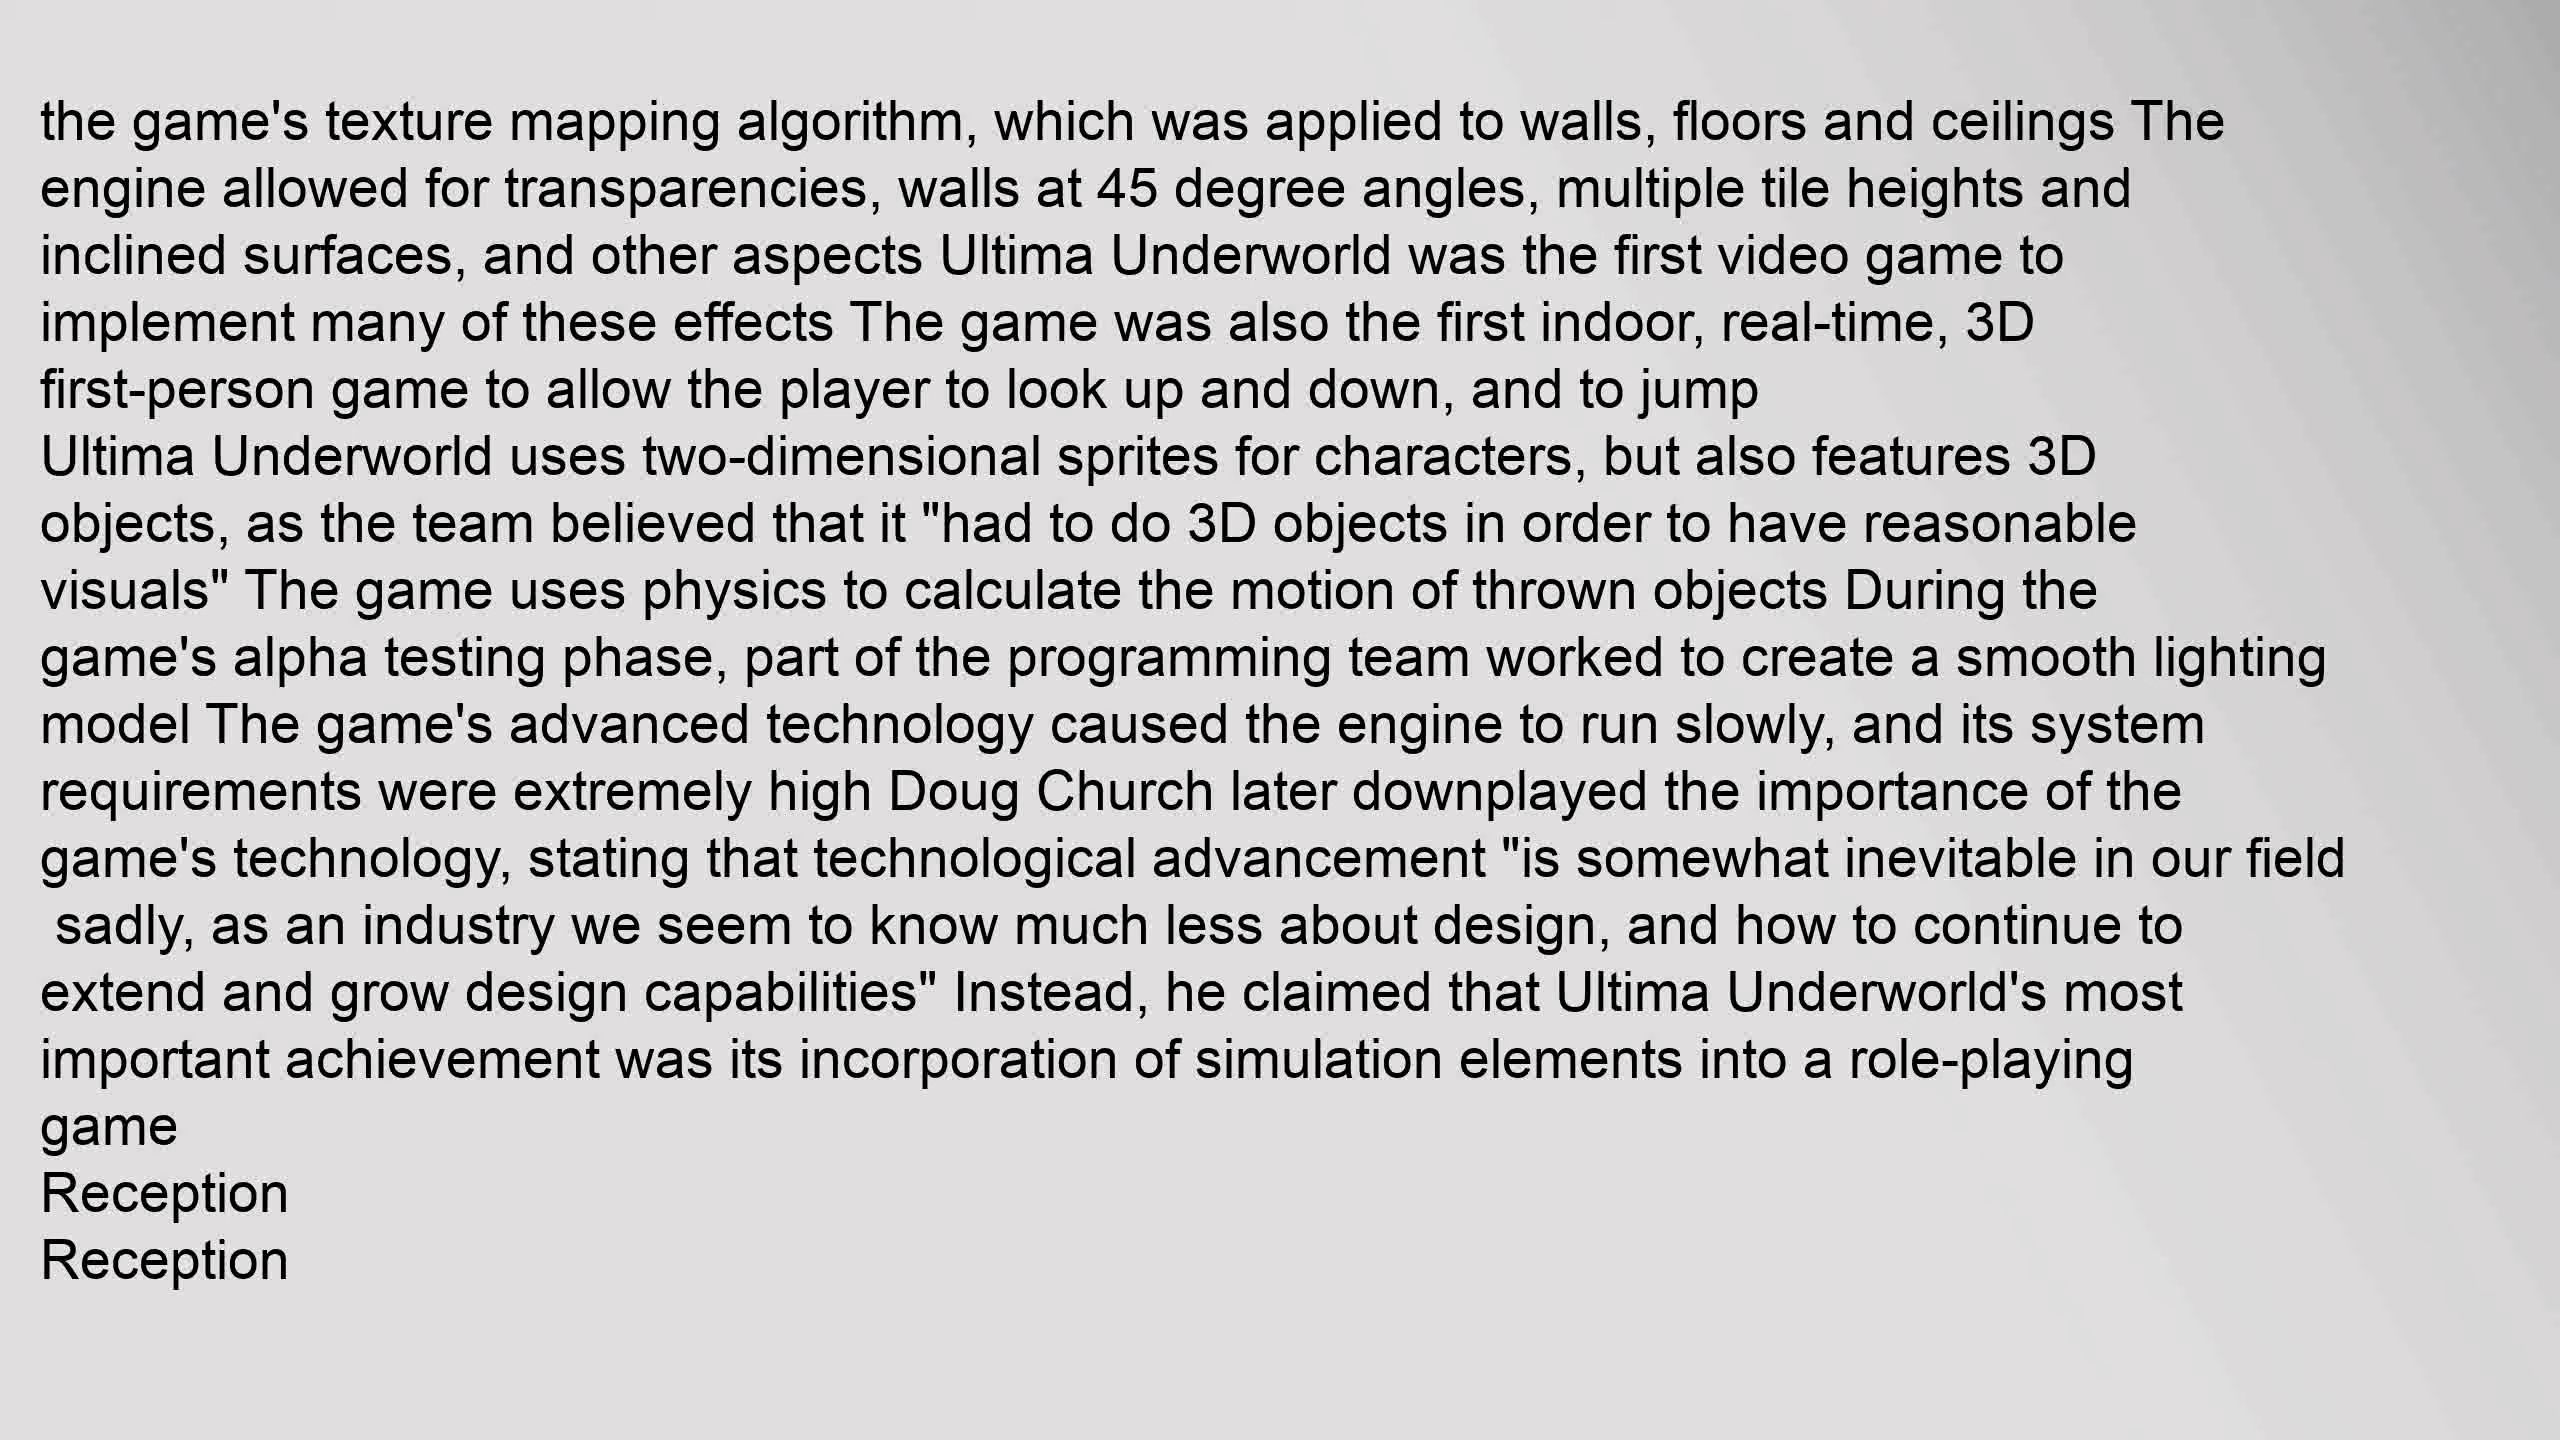 the game's texture mapping algorithm, which was applied to walls, floors and ceilings The
engine allowed for transparencies, walls at 45 degree angles, multiple tile heights and
inclined surfaces, and other aspects Ultima Underworld was the first video game to
implement many of these effects The game was also the first indoor, real-time, 3D
first-person game to allow the player to look up and down, and to jump
Ultima Underworld uses two-dimensional sprites for characters, but also features 3D
objects, as the team believed that it "had to do 3D objects in order to have reasonable
visuals" The game uses physics to calculate the motion of thrown objects During the
game's alpha testing phase, part of the programming team worked to create a smooth lighting
model The game's advanced technology caused the engine to run slowly, and its system
requirements were extremely high Doug Church later downplayed the importance of the
game's technology, stating that technological advancement "is somewhat inevitable in our field
sadly, as an industry we seem to know much less about design, and how to continue to
extend and grow design capabilities" Instead, he claimed that Ultima Underworld's most
important achievement was its incorporation of simulation elements into a role-playing
game
Reception
Reception